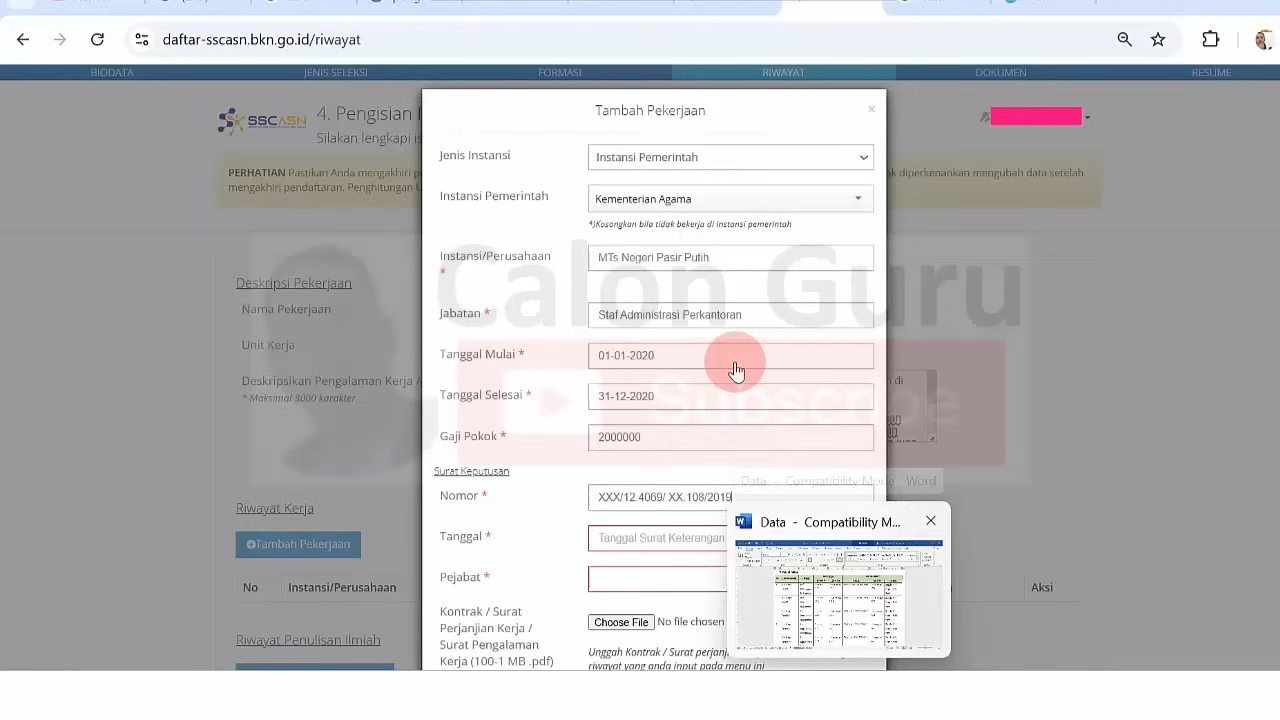 daftar-sscasn.bkn.go.id/riwayat
BIODATA
JENIS SELEKSI
FORMASI
RIWAYAT
DOKUMEN
RESUME
SSCASN
4. Pengisian
Silakan lengkapi
PERHATIAN Pastikan Anda mengakhiri
diperkenankan mengubah data setelah
mengakhiri pendaftaran. Penghitungan
Tambah Pekerjaan
×
Jenis Instansi
Instansi Pemerintah
Instansi Pemerintah
Kementerian Agama
*)Kosongkan bila tidak bekerja di instansi pemerintah
Instansi/Perusahaan
*
MTs Negeri Pasir Putih
Jabatan *
Staf Administrasi Perkantoran
Tanggal Mulai *
01-01-2020
Tanggal Selesai *
31-12-2020
Gaji Pokok *
2000000
Surat Keputusan
Nomor *
XXX/12.4069/ XX.108/2019
Tanggal *
Tanggal Surat Keterangan
Pejabat *
Kontrak / Surat
Perjanjian Kerja /
Surat Pengalaman
Kerja (100-1 MB .pdf)
Choose File No file chosen
Unggah Kontrak / Surat perjanj
riwayat yang anda input pada menu ini
Deskripsi Pekerjaan
Nama Pekerjaan
Unit Kerja
Deskripsikan Pengalaman Kerja A
* Maksimal 3000 karakter
di
Riwayat Kerja
Tambah Pekerjaan
No
Instansi/Perusahaan
Aksi
Riwayat Penulisan Ilmiah
Calon Guru
Subscribe
Data - Compatibility Mode - Word
Data - Compatibility M...